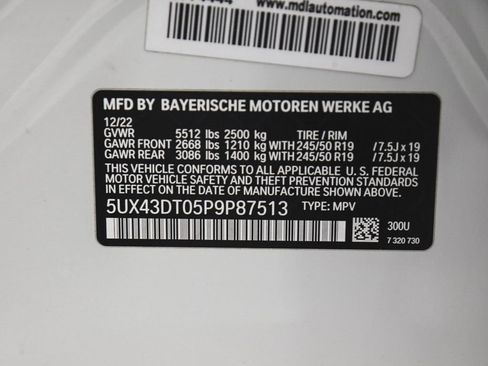 www.mdiautomation.com
MFD BY BAYERISCHE MOTOREN WERKE AG
12/22
GVWR 5512 lbs 2500 kg TIRE / RIM
GAWR FRONT 2668 lbs 1210 kg WITH 245/50 R19 / 7.5J x 19
GAWR REAR 3086 lbs 1400 kg WITH 245/50 R19 / 7.5J x 19
THIS VEHICLE CONFORMS TO ALL APPLICABLE U. S. FEDERAL
MOTOR VEHICLE SAFETY AND THEFT PREVENTION
STANDARDS IN EFFECT ON THE DATE OF MANUFACTURE SHOWN ABOVE.
5UX43DT05P9P87513 TYPE: MPV
300U
7 320 730